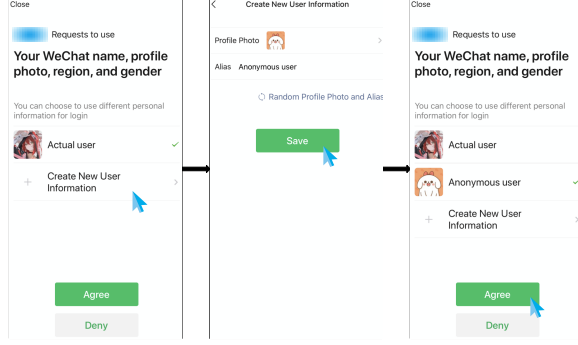 Close
Requests to use
Your WeChat name, profile
photo, region, and gender
You can choose to use different personal
information for login
Actual user
Create New User
Information
Agree
Deny
Create New User Information
Profile Photo
Alias Anonymous user
Random Profile Photo and Alias
Save
Close
Requests to use
Your WeChat name, profile
photo, region, and gender
You can choose to use different personal
information for login
Actual user
Anonymous user
Create New User
Information
Agree
Deny